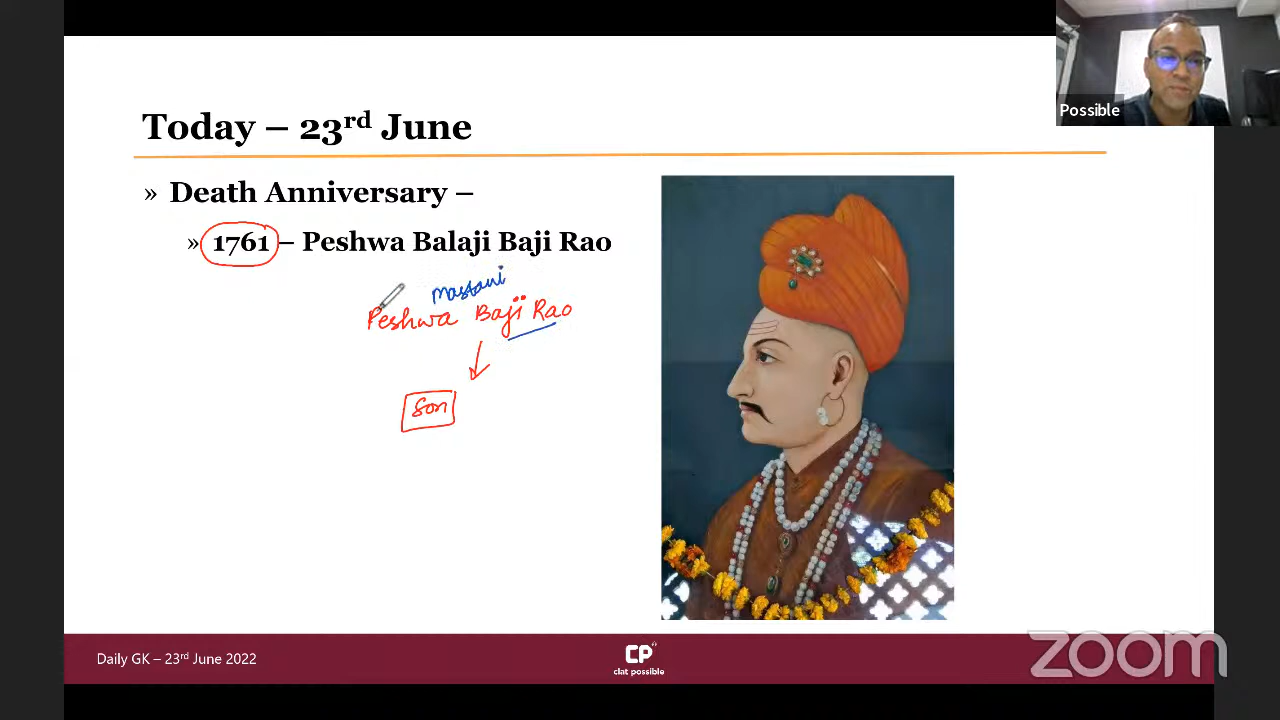 Possible
Today – 23rd June
» Death Anniversary –
» 1761 – Peshwa Balaji Baji Rao
mastani
Peshwa Baji Rao
Son
Daily GK – 23rd June 2022
CP
clat possible
zoom